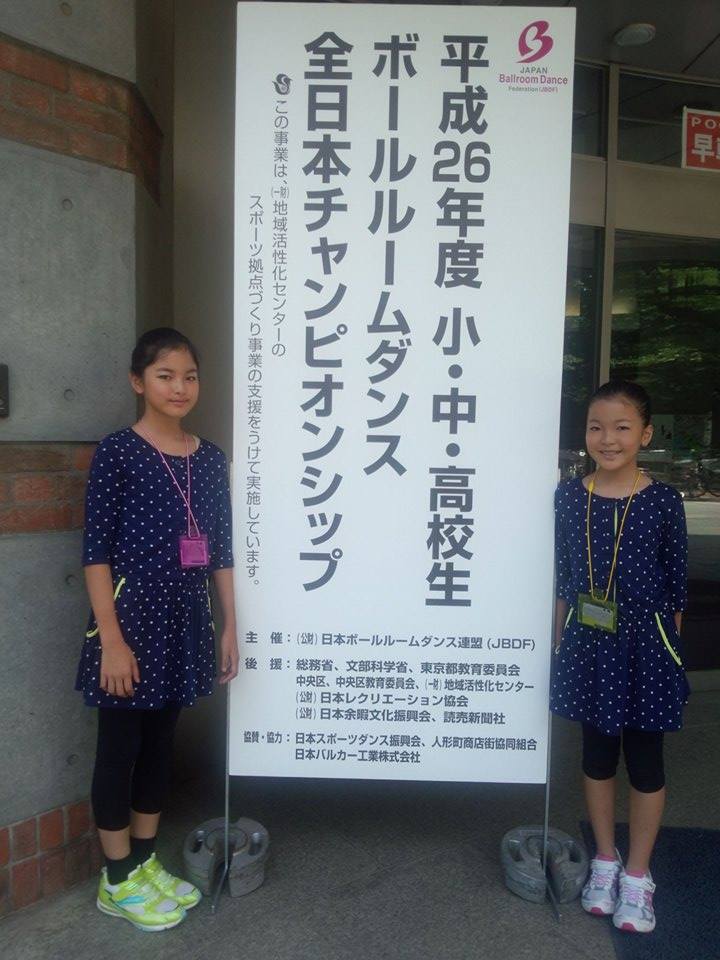 JAPAN
Ballroom Dance
Federation (JBDF)
平成26年度 小・中・高校生
ボールルームダンス
全日本チャンピオンシップ
この事業は、(一財)地域活性化センターの
スポーツ拠点づくり事業の支援をうけて実施しています。
主　催：(公財)日本ボールルームダンス連盟(JBDF)
後　援：総務省、文部科学省、東京都教育委員会
中央区、中央区教育委員会、(一財)地域活性化センター
(公財)日本レクリエーション協会
(公財)日本余暇文化振興会、読売新聞社
協賛・協力：日本スポーツダンス振興会、人形町商店街協同組合
日本バルカー工業株式会社